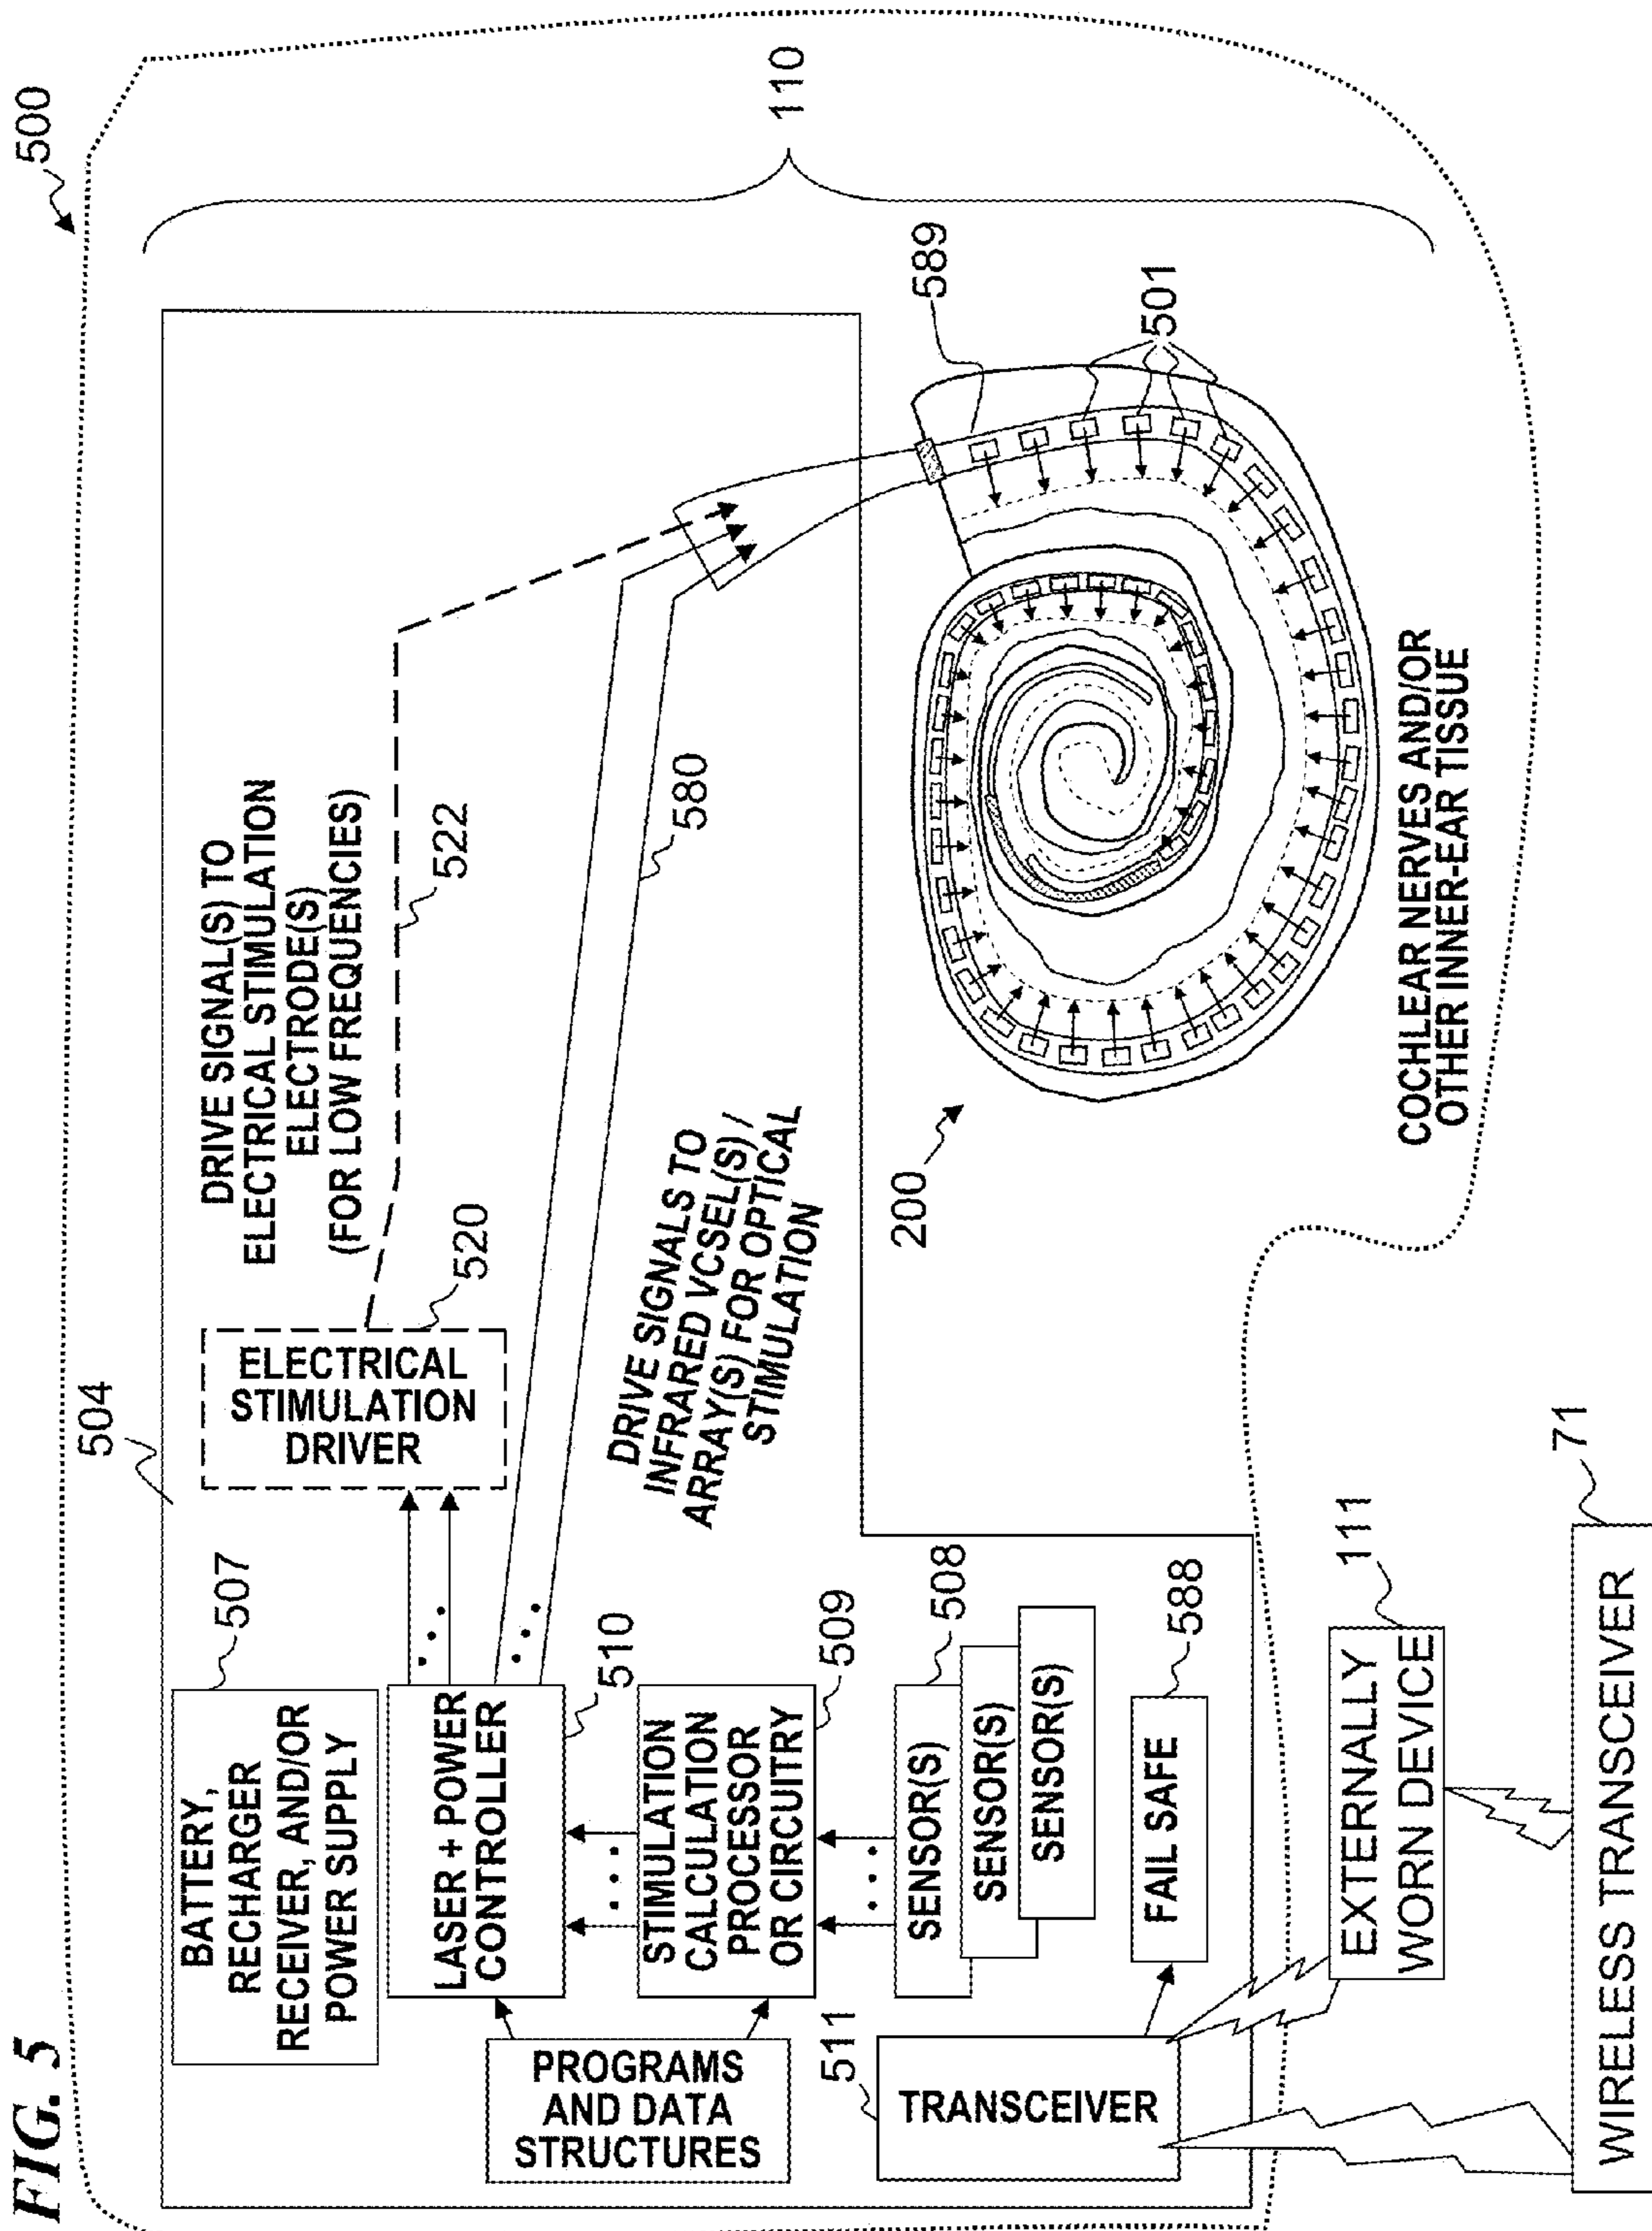 FIG. 5
500
504
BATTERY,
RECHARGER
RECEIVER, AND/OR
POWER SUPPLY
507
ELECTRICAL
STIMULATION
DRIVER
520
DRIVE SIGNAL(S) TO
ELECTRICAL STIMULATION
ELECTRODE(S)
(FOR LOW FREQUENCIES)
522
110
LASER + POWER
CONTROLLER
510
580
DRIVE SIGNALS TO
INFRARED VCSEL(S) /
ARRAY(S) FOR OPTICAL
STIMULATION
PROGRAMS
AND DATA
STRUCTURES
STIMULATION
CALCULATION
PROCESSOR
OR CIRCUITRY
509
589
501
200
511
TRANSCEIVER
SENSOR(S)
SENSOR(S)
SENSOR(S)
508
FAIL SAFE
588
COCHLEAR NERVES AND/OR
OTHER INNER-EAR TISSUE
EXTERNALLY
WORN DEVICE
111
WIRELESS TRANSCEIVER
71